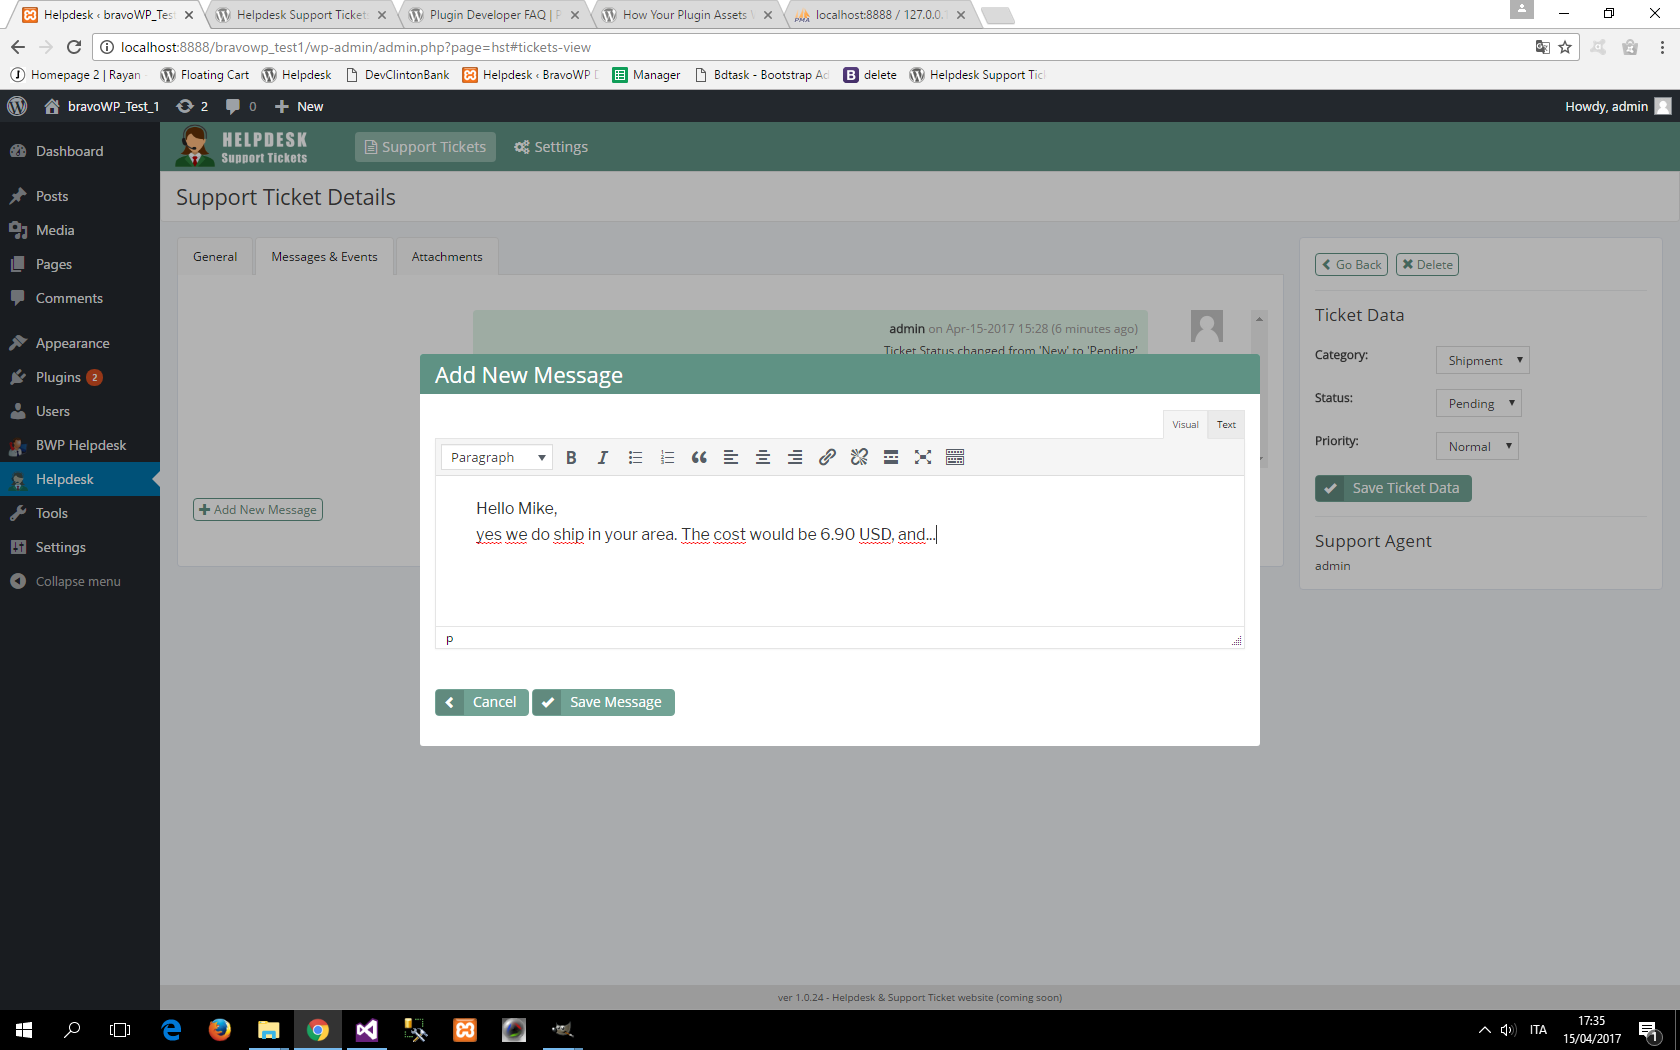 Helpdesk ‹ bravoWP_Tes
Helpdesk Support Tickets
Plugin Developer FAQ | P
How Your Plugin Assets
localhost:8888 / 127.0.0.
localhost:8888/bravowp_test1/wp-admin/admin.php?page=hst#tickets-view
Homepage 2 | Rayan
Floating Cart
Helpdesk
DevClintonBank
Helpdesk ‹ BravoWP
Manager
Bdtask - Bootstrap Ad
delete
Helpdesk Support Tic
bravoWP_Test_1
2
0
New
Howdy, admin
Dashboard
Posts
Media
Pages
Comments
Appearance
Plugins 2
Users
BWP Helpdesk
Helpdesk
Tools
Settings
Collapse menu
HELPDESK
Support Tickets
Support Tickets
Settings
Support Ticket Details
General
Messages & Events
Attachments
admin on Apr-15-2017 15:28 (6 minutes ago)
Ticket Status changed from 'New' to 'Pending'
Add New Message
Add New Message
Visual
Text
Paragraph
B
I
Hello Mike,
yes we do ship in your area. The cost would be 6.90 USD, and...
p
Cancel
Save Message
Go Back
Delete
Ticket Data
Category:
Shipment
Status:
Pending
Priority:
Normal
Save Ticket Data
Support Agent
admin
ver 1.0.24 - Helpdesk & Support Ticket website (coming soon)
ITA
17:35
15/04/2017
1